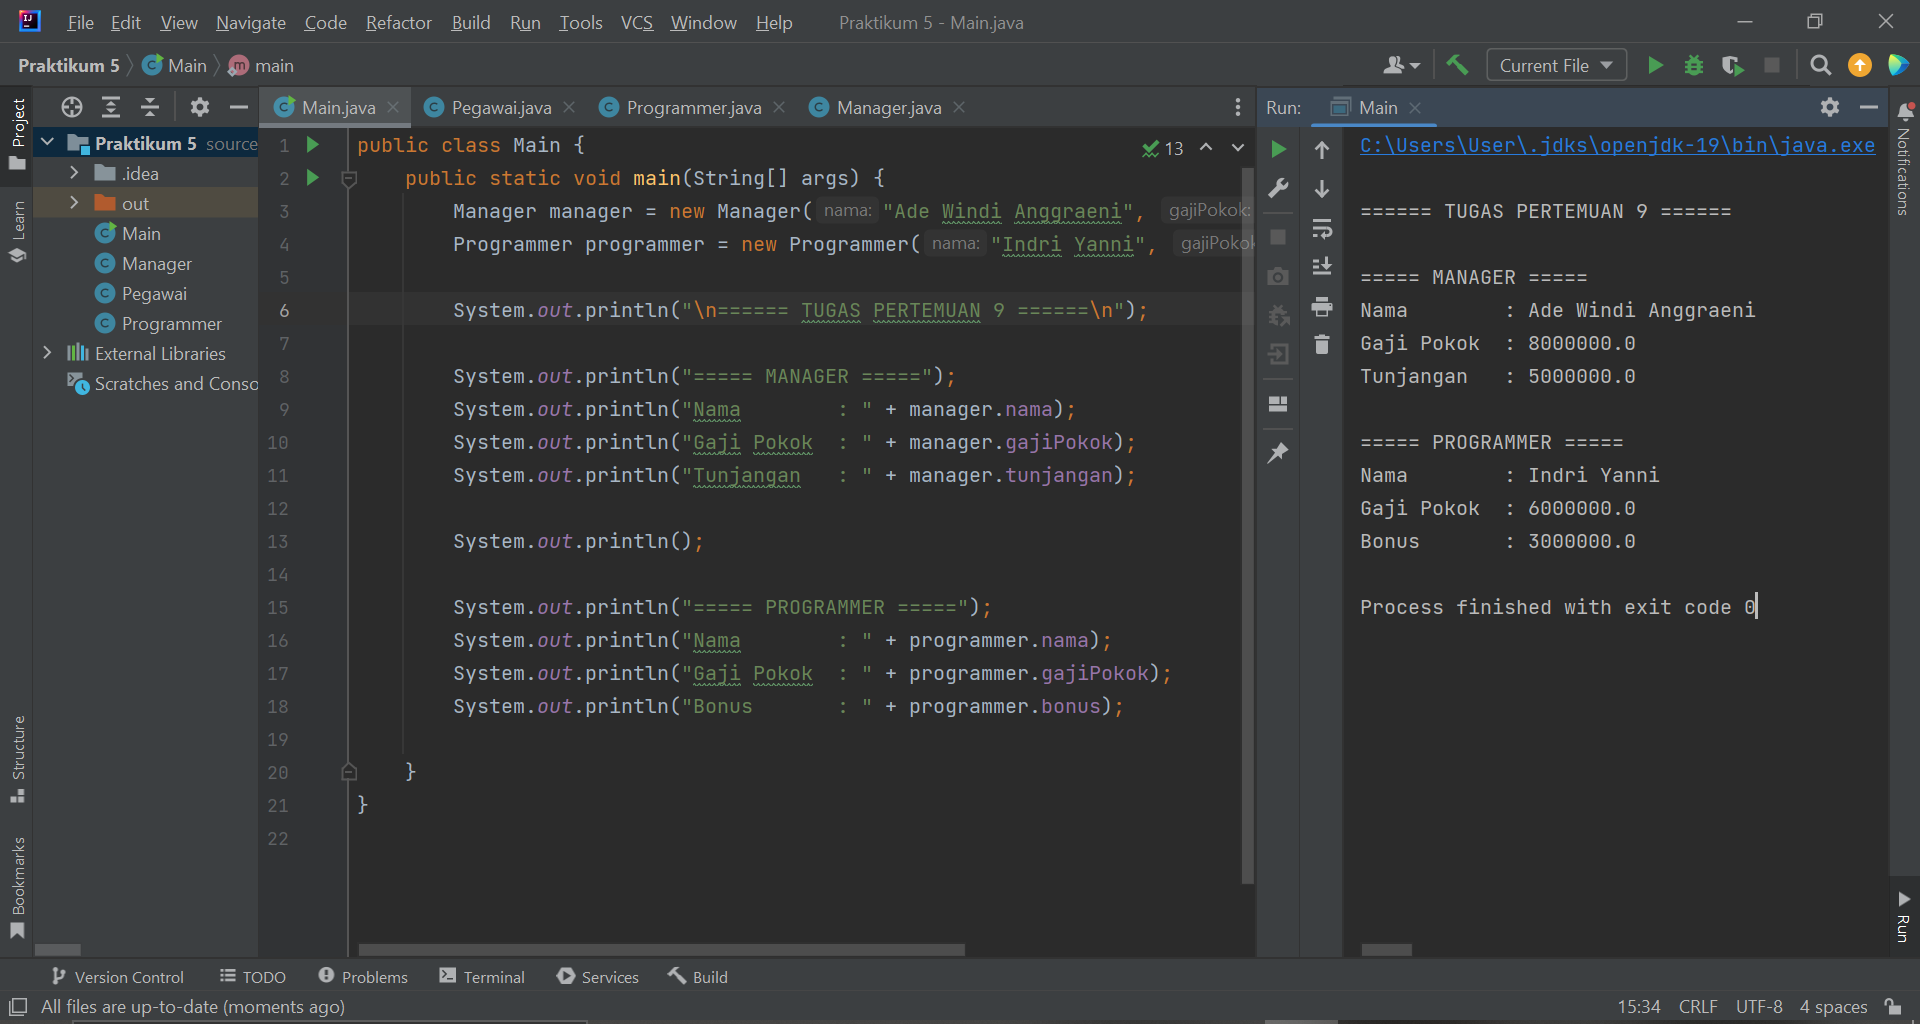 File Edit View Navigate Code Refactor Build Run Tools VCS Window Help Praktikum 5 - Main.java
Praktikum 5 Main main Current File
Project
Learn
Structure
Bookmarks
Praktikum 5 source
.idea
out
Main
Manager
Pegawai
Programmer
External Libraries
Scratches and Conso
Main.java Pegawai.java Programmer.java Manager.java
13
1 public class Main {
2 public static void main(String[] args) {
3 Manager manager = new Manager( nama: "Ade Windi Anggraeni", gajiPokok:
4 Programmer programmer = new Programmer( nama: "Indri Yanni", gajiPokok
5
6 System.out.println("\n====== TUGAS PERTEMUAN 9 ======\n");
7
8 System.out.println("===== MANAGER =====");
9 System.out.println("Nama        : " + manager.nama);
10 System.out.println("Gaji Pokok  : " + manager.gajiPokok);
11 System.out.println("Tunjangan   : " + manager.tunjangan);
12
13 System.out.println();
14
15 System.out.println("===== PROGRAMMER =====");
16 System.out.println("Nama        : " + programmer.nama);
17 System.out.println("Gaji Pokok  : " + programmer.gajiPokok);
18 System.out.println("Bonus       : " + programmer.bonus);
19
20 }
21 }
22
Run: Main
C:\Users\User\.jdks\openjdk-19\bin\java.exe
====== TUGAS PERTEMUAN 9 ======
===== MANAGER =====
Nama        : Ade Windi Anggraeni
Gaji Pokok  : 8000000.0
Tunjangan   : 5000000.0
===== PROGRAMMER =====
Nama        : Indri Yanni
Gaji Pokok  : 6000000.0
Bonus       : 3000000.0
Process finished with exit code 0
Notifications
Run
Version Control TODO Problems Terminal Services Build
All files are up-to-date (moments ago) 15:34 CRLF UTF-8 4 spaces